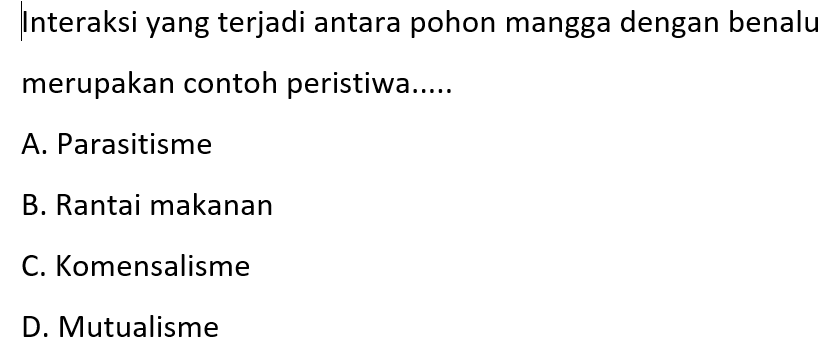 Interaksi yang terjadi antara pohon mangga dengan benalu
merupakan contoh peristiwa.....
A. Parasitisme
B. Rantai makanan
C. Komensalisme
D. Mutualisme